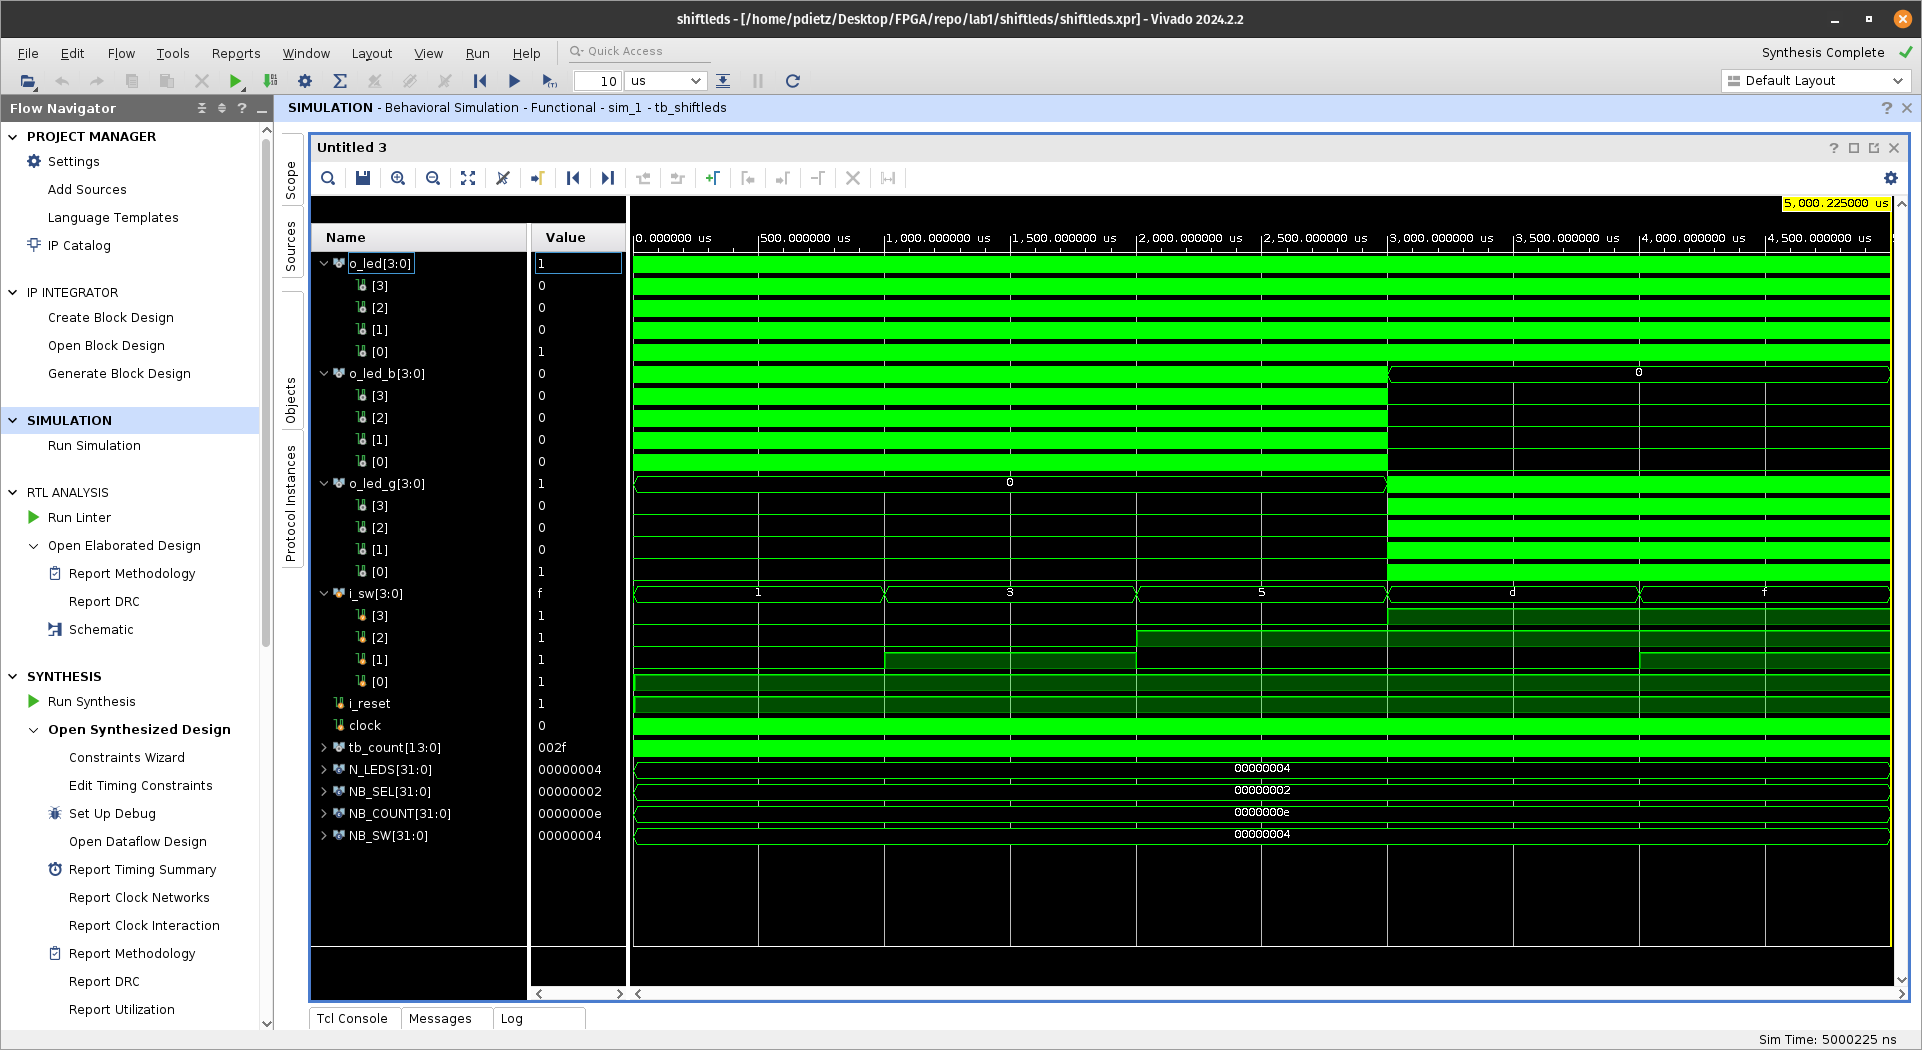 shiftleds - [/home/pdietz/Desktop/FPGA/repo/lab1/shiftleds/shiftleds.xpr] - Vivado 2024.2.2
File Edit Flow Tools Reports Window Layout View Run Help Quick Access Synthesis Complete
10 us Default Layout
Flow Navigator
SIMULATION - Behavioral Simulation - Functional - sim_1 - tb_shiftleds
PROJECT MANAGER
Settings
Add Sources
Language Templates
IP Catalog
IP INTEGRATOR
Create Block Design
Open Block Design
Generate Block Design
SIMULATION
Run Simulation
RTL ANALYSIS
Run Linter
Open Elaborated Design
Report Methodology
Report DRC
Schematic
SYNTHESIS
Run Synthesis
Open Synthesized Design
Constraints Wizard
Edit Timing Constraints
Set Up Debug
Open Dataflow Design
Report Timing Summary
Report Clock Networks
Report Clock Interaction
Report Methodology
Report DRC
Report Utilization
Scope
Sources
Objects
Protocol Instances
Untitled 3
5,000.225000 us
Name Value
0.000000 us 500.000000 us 1,000.000000 us 1,500.000000 us 2,000.000000 us 2,500.000000 us 3,000.000000 us 3,500.000000 us 4,000.000000 us 4,500.000000 us
o_led[3:0] 1
[3] 0
[2] 0
[1] 0
[0] 1
o_led_b[3:0] 0 0
[3] 0
[2] 0
[1] 0
[0] 0
o_led_g[3:0] 1 0
[3] 0
[2] 0
[1] 0
[0] 1
i_sw[3:0] f 1 3 5 d f
[3] 1
[2] 1
[1] 1
[0] 1
i_reset 1
clock 0
tb_count[13:0] 002f
N_LEDS[31:0] 00000004 00000004
NB_SEL[31:0] 00000002 00000002
NB_COUNT[31:0] 0000000e 0000000e
NB_SW[31:0] 00000004 00000004
Tcl Console Messages Log
Sim Time: 5000225 ns